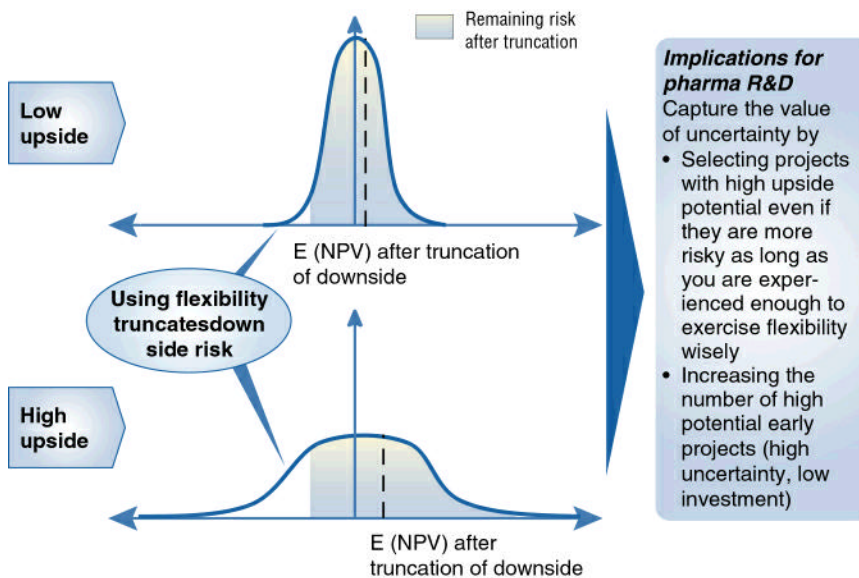 Remaining risk
after truncation
Low
upside
E (NPV) after truncation
of downside
Using flexibility
truncatesdown
side risk
High
upside
E (NPV) after
truncation of downside
Implications for
pharma R&D
Capture the value
of uncertainty by
• Selecting projects
with high upside
potential even if
they are more
risky as long as
you are exper-
ienced enough to
exercise flexibility
wisely
• Increasing the
number of high
potential early
projects (high
uncertainty, low
investment)